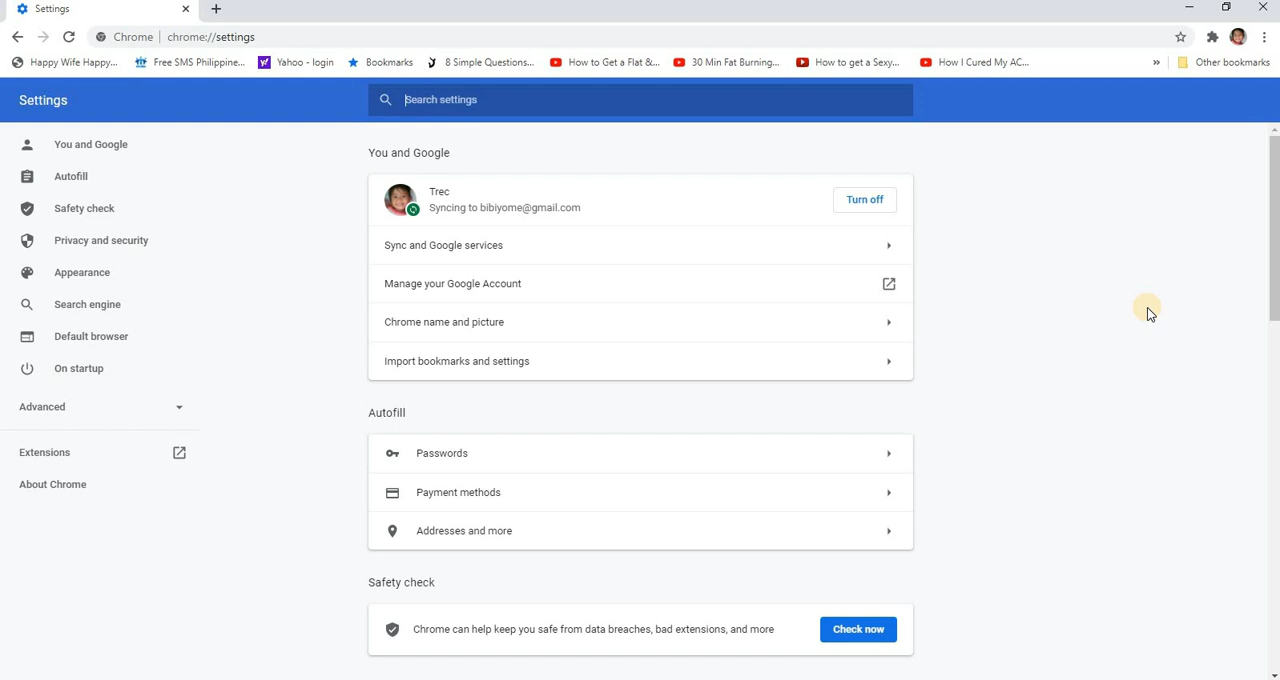 Settings
Chrome | chrome://settings
Happy Wife Happy... Free SMS Philippine... Yahoo - login Bookmarks 8 Simple Questions... How to Get a Flat &... 30 Min Fat Burning... How to get a Sexy... How I Cured My AC... » Other bookmarks
Settings
Search settings
You and Google
Autofill
Safety check
Privacy and security
Appearance
Search engine
Default browser
On startup
Advanced
Extensions
About Chrome
You and Google
Trec
Syncing to bibiyome@gmail.com
Turn off
Sync and Google services
Manage your Google Account
Chrome name and picture
Import bookmarks and settings
Autofill
Passwords
Payment methods
Addresses and more
Safety check
Chrome can help keep you safe from data breaches, bad extensions, and more
Check now